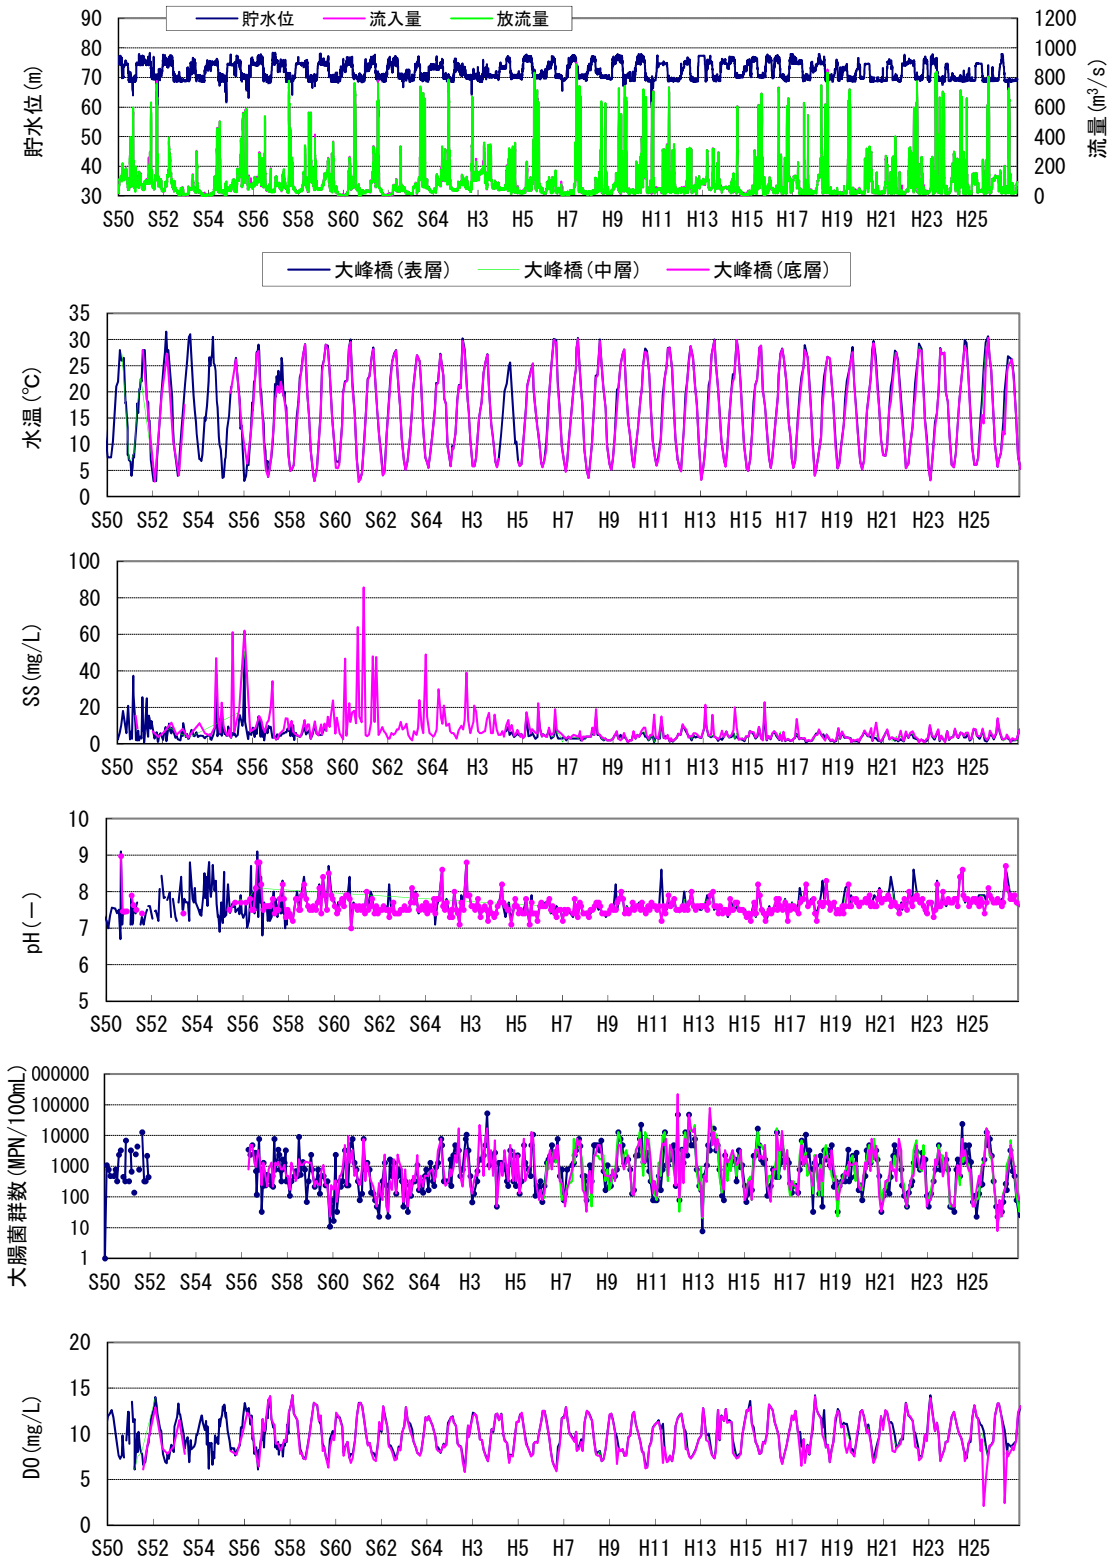 貯水位 流入量 放流量
90 80 70 60 50 40 30
貯水位(m)
1200 1000 800 600 400 200 0
流量(m³/s)
S50 S52 S54 S56 S58 S60 S62 S64 H3 H5 H7 H9 H11 H13 H15 H17 H19 H21 H23 H25
大峰橋(表層) 大峰橋(中層) 大峰橋(底層)
35 30 25 20 15 10 5 0
水温(℃)
S50 S52 S54 S56 S58 S60 S62 S64 H3 H5 H7 H9 H11 H13 H15 H17 H19 H21 H23 H25
100 80 60 40 20 0
SS(mg/L)
S50 S52 S54 S56 S58 S60 S62 S64 H3 H5 H7 H9 H11 H13 H15 H17 H19 H21 H23 H25
10 9 8 7 6 5
pH(－)
S50 S52 S54 S56 S58 S60 S62 S64 H3 H5 H7 H9 H11 H13 H15 H17 H19 H21 H23 H25
000000 100000 10000 1000 100 10 1
大腸菌群数(MPN/100mL)
S50 S52 S54 S56 S58 S60 S62 S64 H3 H5 H7 H9 H11 H13 H15 H17 H19 H21 H23 H25
20 15 10 5 0
DO(mg/L)
S50 S52 S54 S56 S58 S60 S62 S64 H3 H5 H7 H9 H11 H13 H15 H17 H19 H21 H23 H25